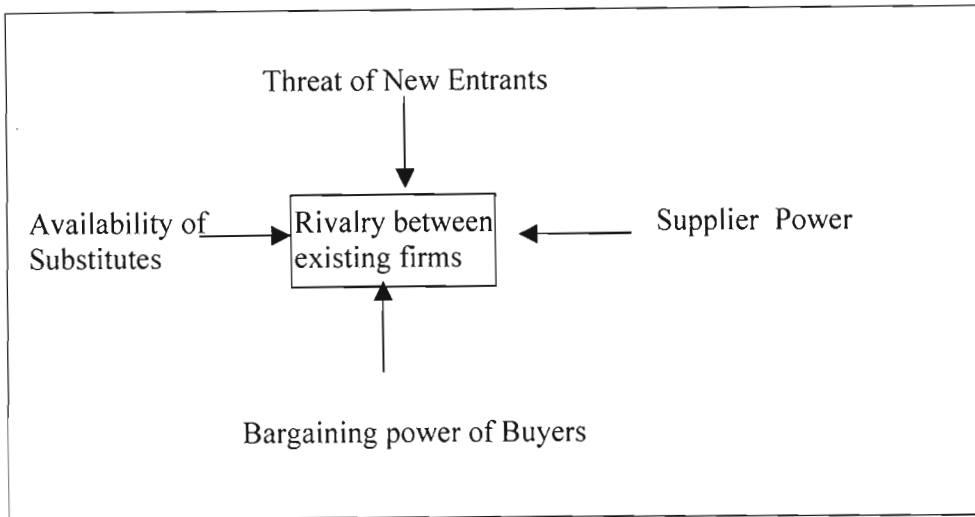 Threat of New Entrants
Availability of
Substitutes
Rivalry between
existing firms
Supplier Power
Bargaining power of Buyers